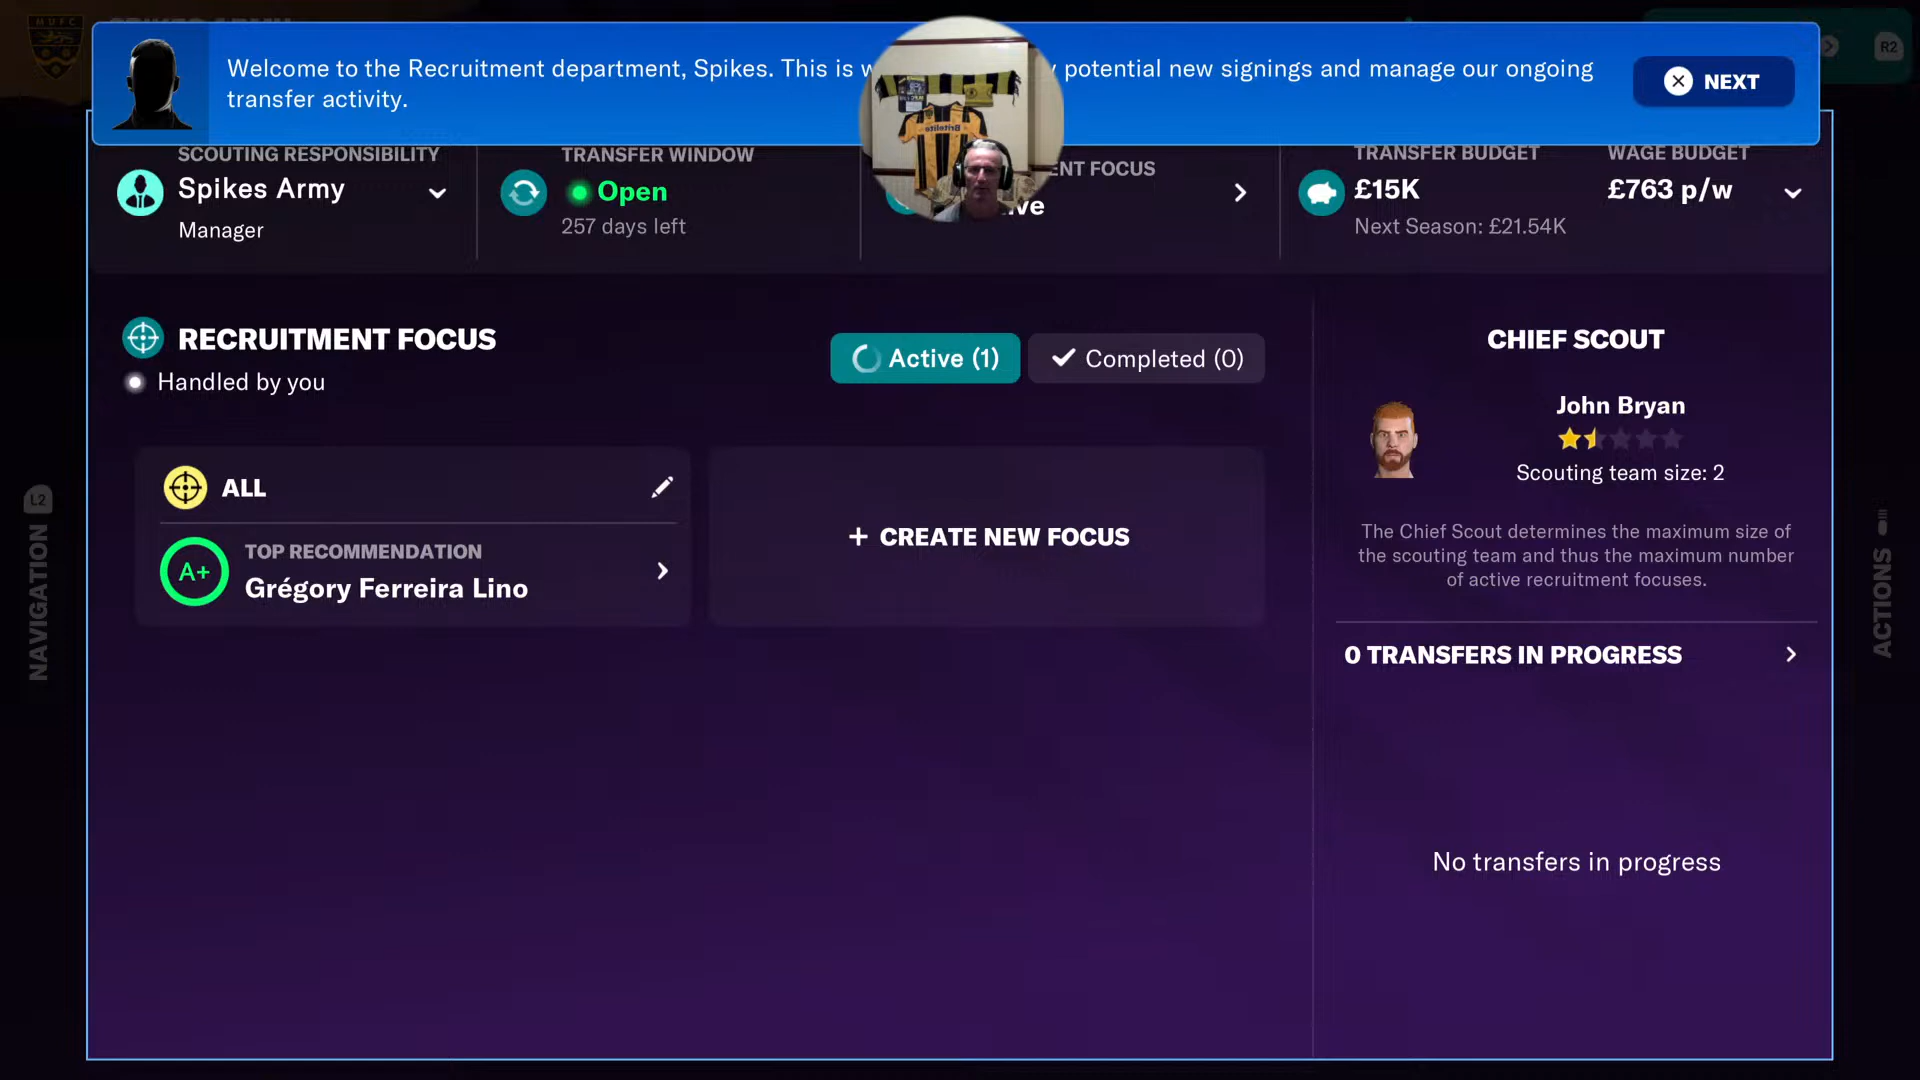 MUFC
Welcome to the Recruitment department, Spikes. This is w
y potential new signings and manage our ongoing
transfer activity.
NEXT
R2
SCOUTING RESPONSIBILITY
Spikes Army
Manager
TRANSFER WINDOW
Open
257 days left
ENT FOCUS
ive
TRANSFER BUDGET
£15K
Next Season: £21.54K
WAGE BUDGET
£763 p/w
RECRUITMENT FOCUS
Handled by you
Active (1)
Completed (0)
ALL
TOP RECOMMENDATION
A+
Grégory Ferreira Lino
+ CREATE NEW FOCUS
CHIEF SCOUT
John Bryan
Scouting team size: 2
The Chief Scout determines the maximum size of
the scouting team and thus the maximum number
of active recruitment focuses.
0 TRANSFERS IN PROGRESS
No transfers in progress
L2
NAVIGATION
ACTIONS
Britelite